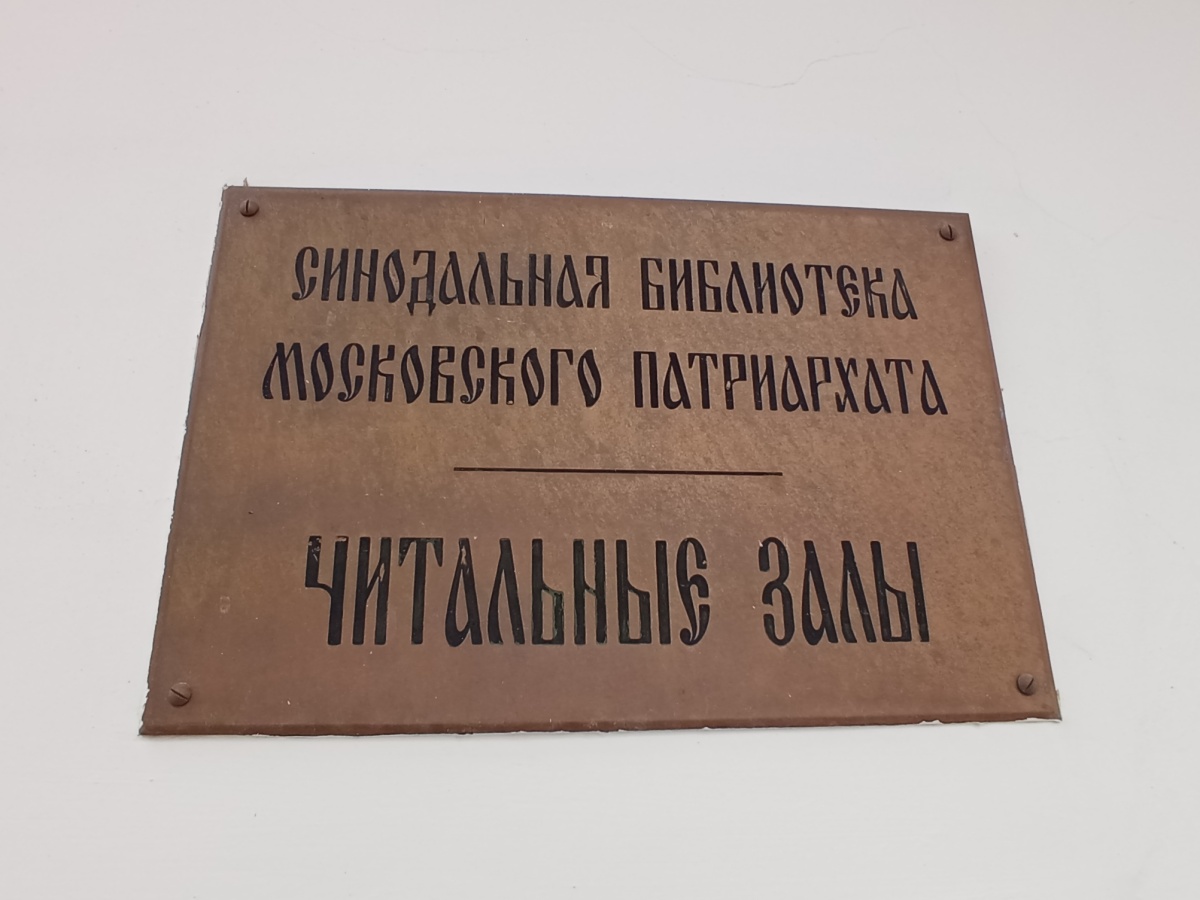 СИНОДАЛЬНАЯ БИБЛИОТЕКА
МОСКОВСКОГО ПАТРИАРХАТА
ЧИТАЛЬНЫЕ ЗАЛЫ